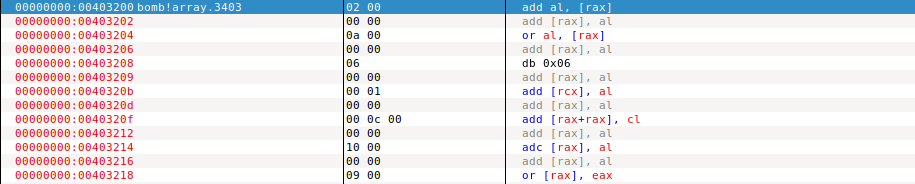 00000000:00403200 bomb!array.3403 02 00 add al, [rax]
00000000:00403202 00 00 add [rax], al
00000000:00403204 0a 00 or al, [rax]
00000000:00403206 00 00 add [rax], al
00000000:00403208 06 db 0x06
00000000:00403209 00 00 add [rax], al
00000000:0040320b 00 01 add [rcx], al
00000000:0040320d 00 00 add [rax], al
00000000:0040320f 00 0c 00 add [rax+rax], cl
00000000:00403212 00 00 add [rax], al
00000000:00403214 10 00 adc [rax], al
00000000:00403216 00 00 add [rax], al
00000000:00403218 09 00 or [rax], eax